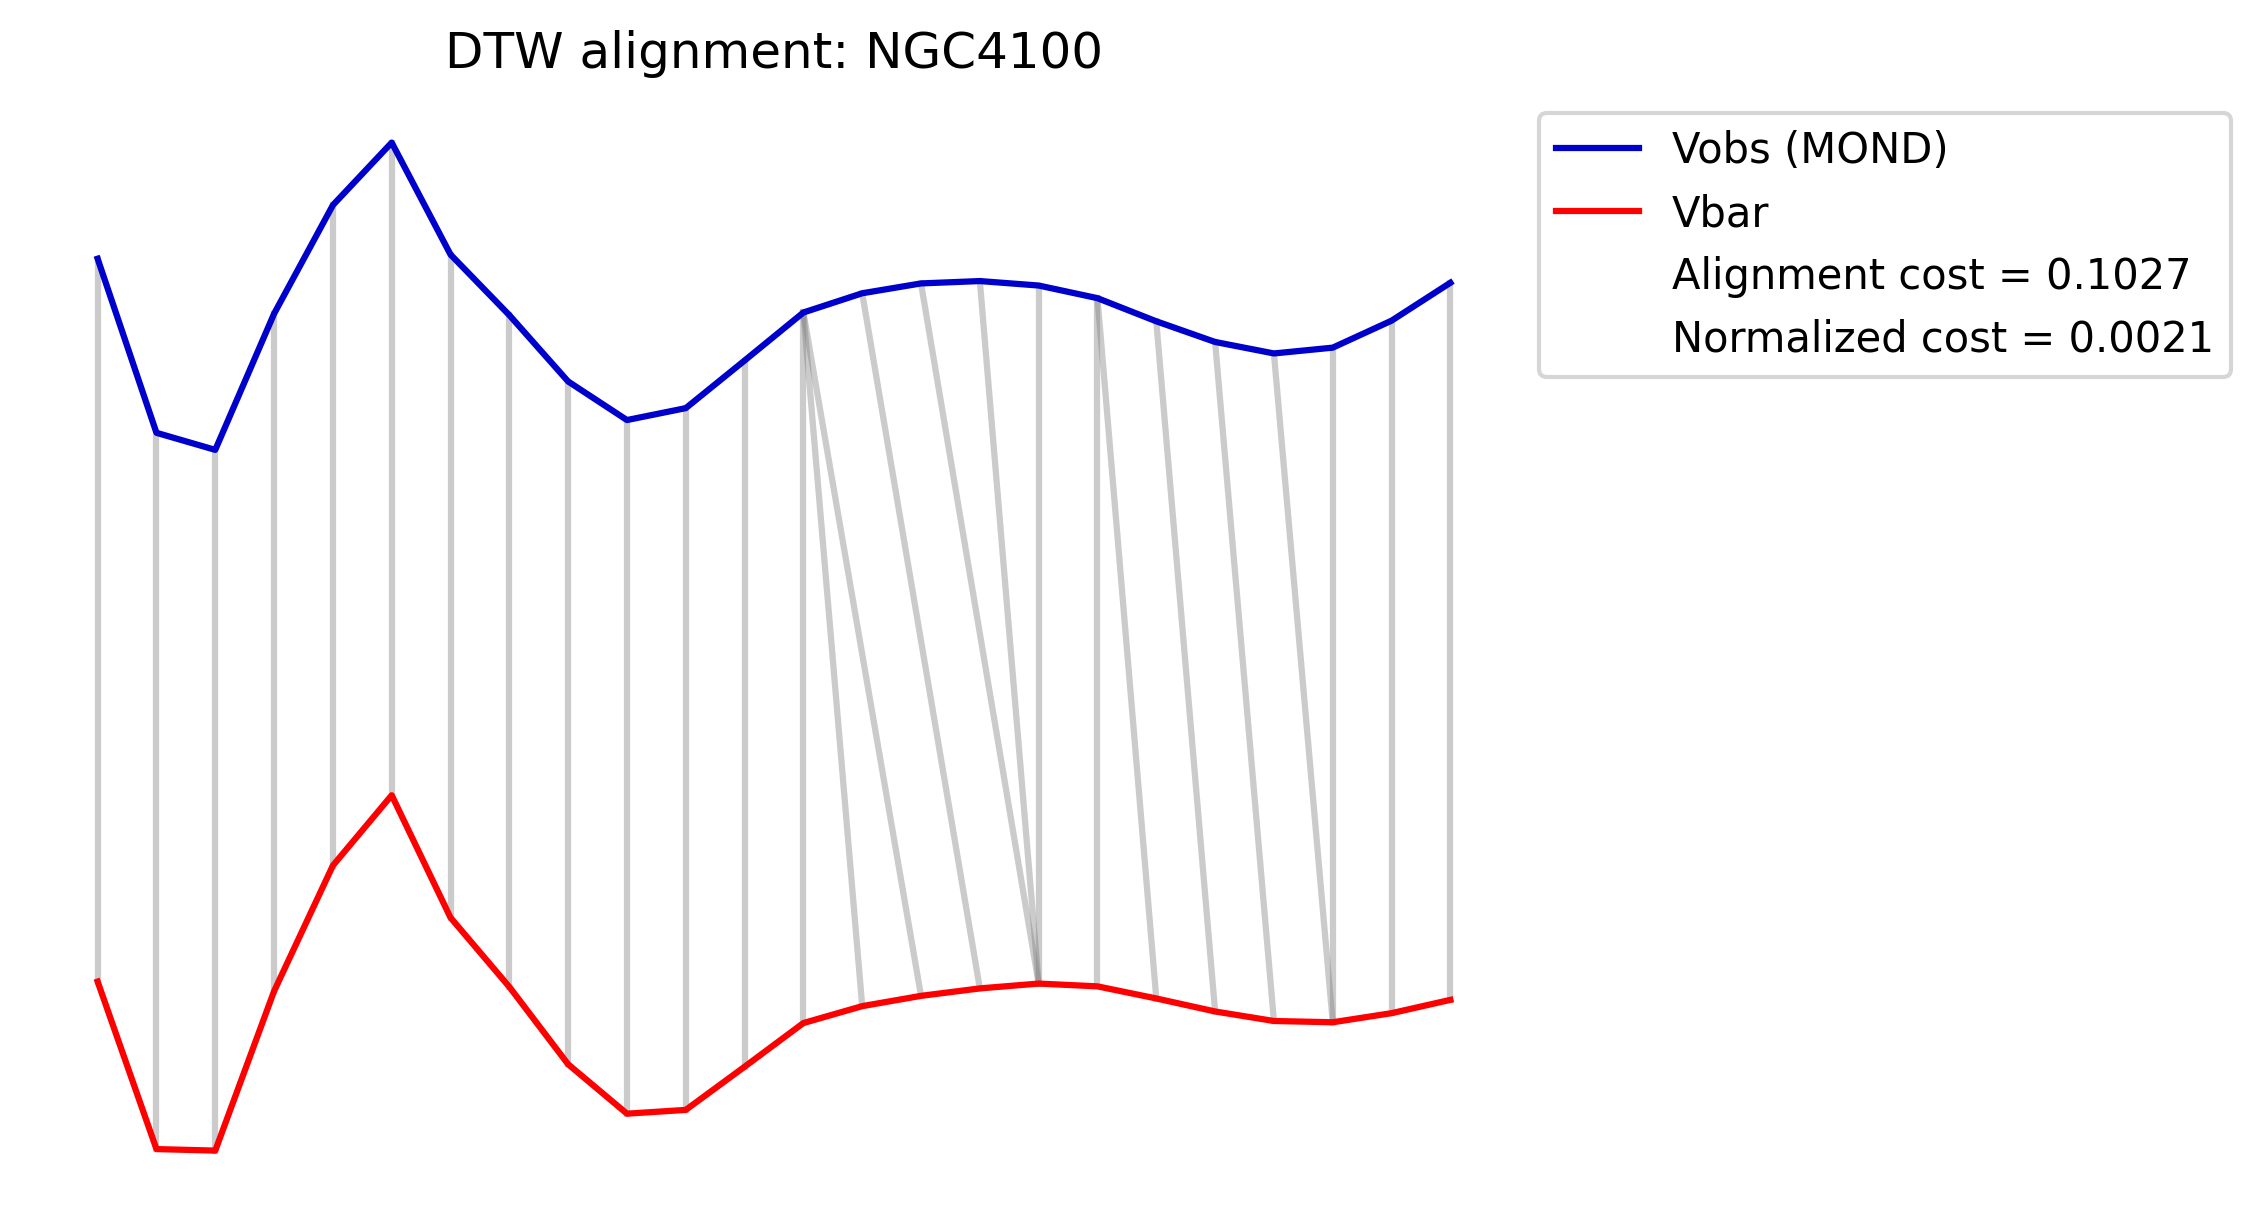 DTW alignment: NGC4100
Vobs (MOND)
Vbar
Alignment cost = 0.1027
Normalized cost = 0.0021